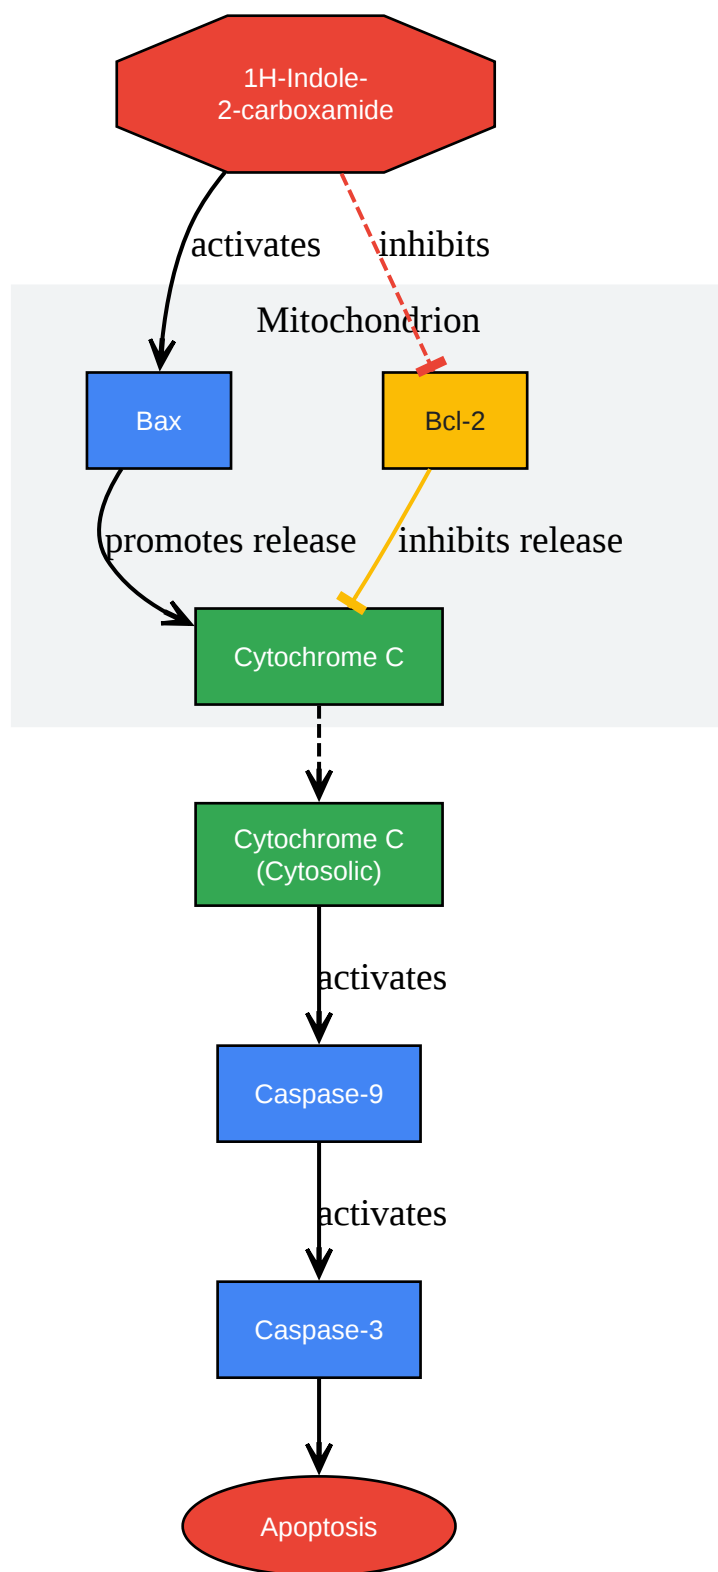 1H-Indole-
2-carboxamide
activates
inhibits
Mitochondrion
Bax
Bcl-2
promotes release
inhibits release
Cytochrome C
Cytochrome C
(Cytosolic)
activates
Caspase-9
activates
Caspase-3
Apoptosis